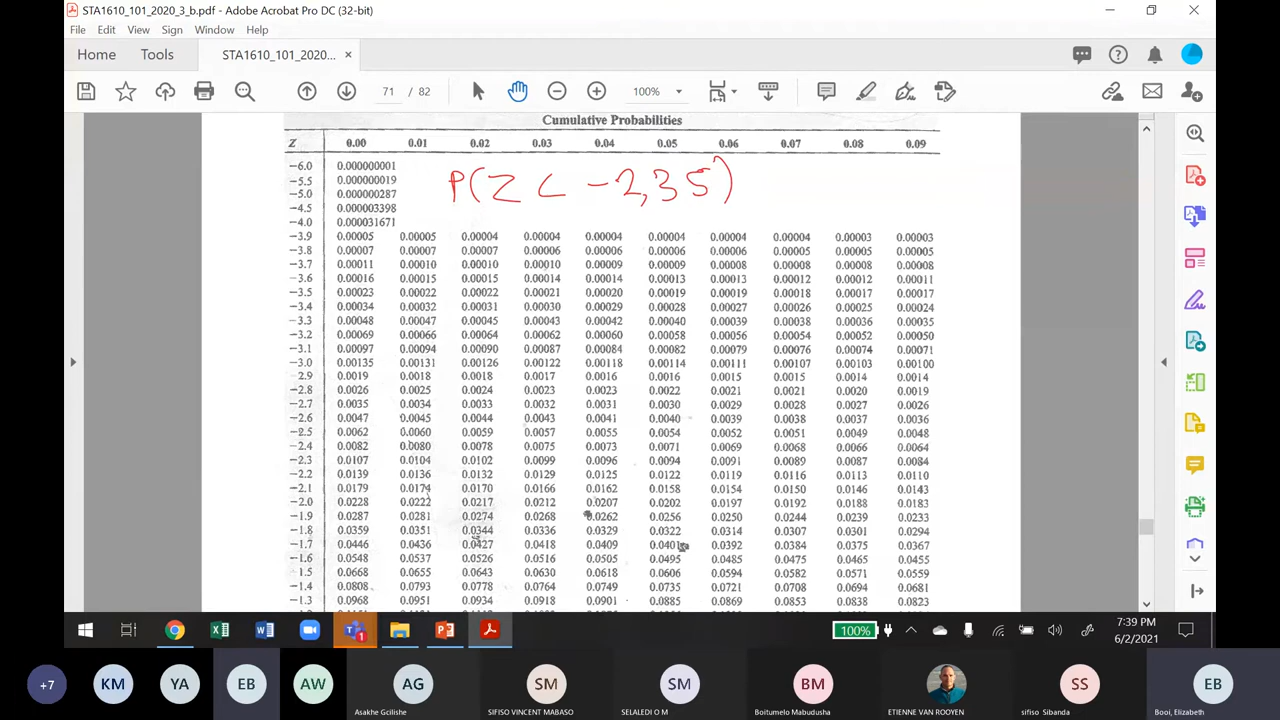 STA1610_101_2020_3_b.pdf - Adobe Acrobat Pro DC (32-bit)
File Edit View Sign Window Help
Home Tools STA1610_101_2020... ×
71 / 82 100%
Cumulative Probabilities
Z 0.00 0.01 0.02 0.03 0.04 0.05 0.06 0.07 0.08 0.09
−6.0 0.000000001
P(Z < −2,35)
−5.5 0.000000019
−5.0 0.000000287
−4.5 0.000003398
−4.0 0.000031671
−3.9 0.00005 0.00005 0.00004 0.00004 0.00004 0.00004 0.00004 0.00004 0.00003 0.00003
−3.8 0.00007 0.00007 0.00007 0.00006 0.00006 0.00006 0.00006 0.00005 0.00005 0.00005
−3.7 0.00011 0.00010 0.00010 0.00010 0.00009 0.00009 0.00008 0.00008 0.00008 0.00008
−3.6 0.00016 0.00015 0.00015 0.00014 0.00014 0.00013 0.00013 0.00012 0.00012 0.00011
−3.5 0.00023 0.00022 0.00022 0.00021 0.00020 0.00019 0.00019 0.00018 0.00017 0.00017
−3.4 0.00034 0.00032 0.00031 0.00030 0.00029 0.00028 0.00027 0.00026 0.00025 0.00024
−3.3 0.00048 0.00047 0.00045 0.00043 0.00042 0.00040 0.00039 0.00038 0.00036 0.00035
−3.2 0.00069 0.00066 0.00064 0.00062 0.00060 0.00058 0.00056 0.00054 0.00052 0.00050
−3.1 0.00097 0.00094 0.00090 0.00087 0.00084 0.00082 0.00079 0.00076 0.00074 0.00071
−3.0 0.00135 0.00131 0.00126 0.00122 0.00118 0.00114 0.00111 0.00107 0.00103 0.00100
−2.9 0.0019 0.0018 0.0018 0.0017 0.0016 0.0016 0.0015 0.0015 0.0014 0.0014
−2.8 0.0026 0.0025 0.0024 0.0023 0.0023 0.0022 0.0021 0.0021 0.0020 0.0019
−2.7 0.0035 0.0034 0.0033 0.0032 0.0031 0.0030 0.0029 0.0028 0.0027 0.0026
−2.6 0.0047 0.0045 0.0044 0.0043 0.0041 0.0040 0.0039 0.0038 0.0037 0.0036
−2.5 0.0062 0.0060 0.0059 0.0057 0.0055 0.0054 0.0052 0.0051 0.0049 0.0048
−2.4 0.0082 0.0080 0.0078 0.0075 0.0073 0.0071 0.0069 0.0068 0.0066 0.0064
−2.3 0.0107 0.0104 0.0102 0.0099 0.0096 0.0094 0.0091 0.0089 0.0087 0.0084
−2.2 0.0139 0.0136 0.0132 0.0129 0.0125 0.0122 0.0119 0.0116 0.0113 0.0110
−2.1 0.0179 0.0174 0.0170 0.0166 0.0162 0.0158 0.0154 0.0150 0.0146 0.0143
−2.0 0.0228 0.0222 0.0217 0.0212 0.0207 0.0202 0.0197 0.0192 0.0188 0.0183
−1.9 0.0287 0.0281 0.0274 0.0268 0.0262 0.0256 0.0250 0.0244 0.0239 0.0233
−1.8 0.0359 0.0351 0.0344 0.0336 0.0329 0.0322 0.0314 0.0307 0.0301 0.0294
−1.7 0.0446 0.0436 0.0427 0.0418 0.0409 0.0401 0.0392 0.0384 0.0375 0.0367
−1.6 0.0548 0.0537 0.0526 0.0516 0.0505 0.0495 0.0485 0.0475 0.0465 0.0455
−1.5 0.0668 0.0655 0.0643 0.0630 0.0618 0.0606 0.0594 0.0582 0.0571 0.0559
−1.4 0.0808 0.0793 0.0778 0.0764 0.0749 0.0735 0.0721 0.0708 0.0694 0.0681
−1.3 0.0968 0.0951 0.0934 0.0918 0.0901 0.0885 0.0869 0.0853 0.0838 0.0823
100% 7:39 PM
6/2/2021
+7 KM YA EB AW AG SM SM BM SS EB
Asakhe Gcilishe SIFISO VINCENT MABASO SELALEDI O M Boitumelo Mabudusha ETIENNE VAN ROOYEN sifiso Sibanda Booi, Elizabeth